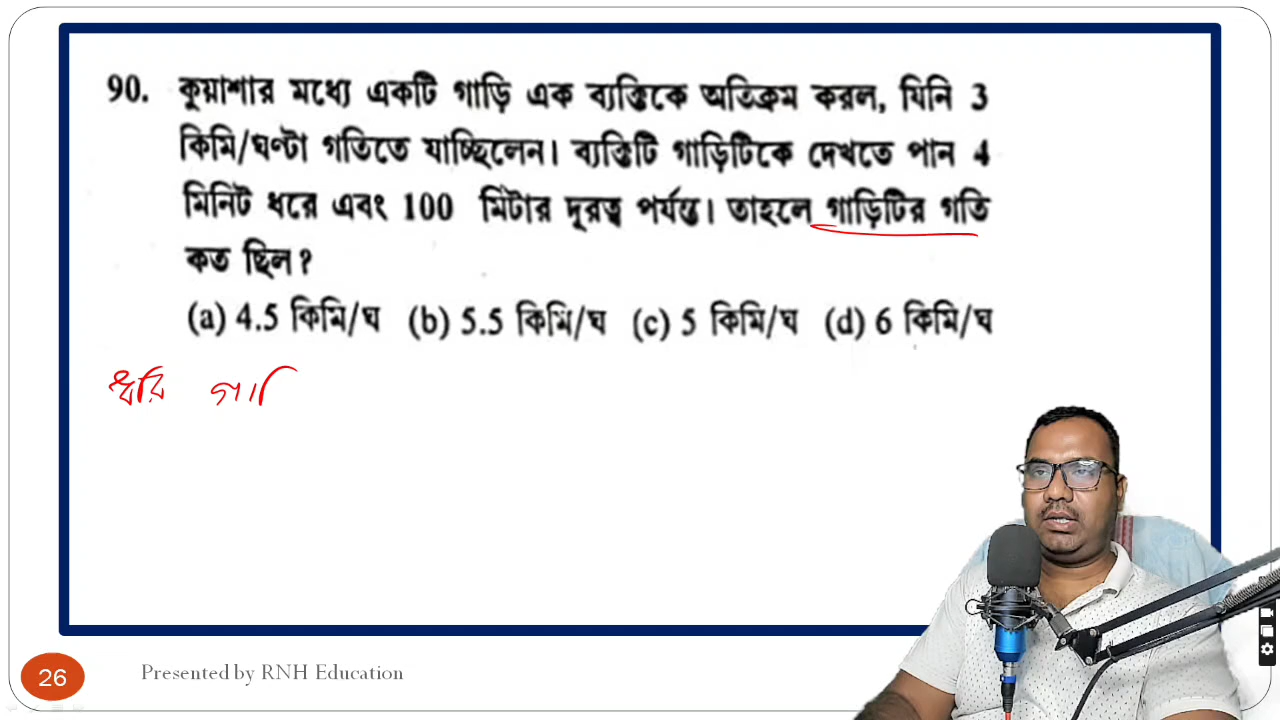 90. কুয়াশার মধ্যে একটি গাড়ি এক ব্যক্তিকে অতিক্রম করল, যিনি 3
কিমি/ঘণ্টা গতিতে যাচ্ছিলেন। ব্যক্তিটি গাড়িটিকে দেখতে পান 4
মিনিট ধরে এবং 100 মিটার দূরত্ব পর্যন্ত। তাহলে গাড়িটির গতি
কত ছিল?
(a) 4.5 কিমি/ঘ (b) 5.5 কিমি/ঘ (c) 5 কিমি/ঘ (d) 6 কিমি/ঘ
ধরি গা
26
Presented by RNH Education